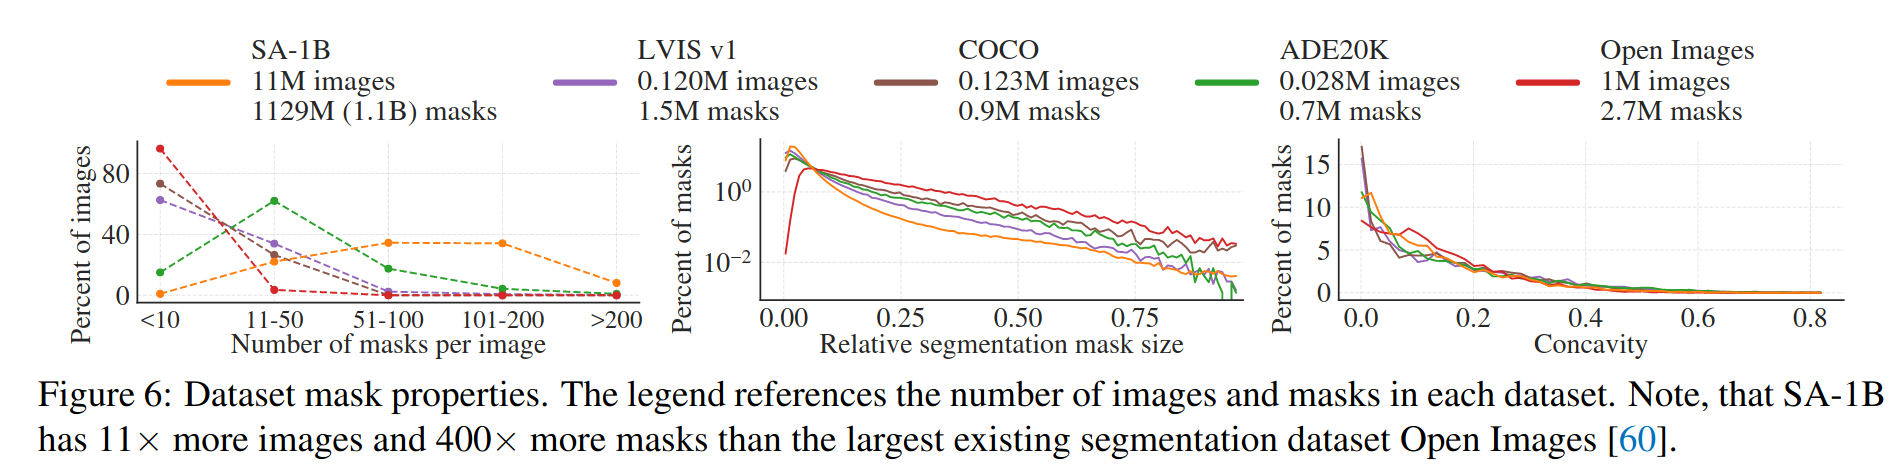 SA-1B
11M images
1129M (1.1B) masks
LVIS v1
0.120M images
1.5M masks
COCO
0.123M images
0.9M masks
ADE20K
0.028M images
0.7M masks
Open Images
1M images
2.7M masks
Percent of images
80
40
0
<10 11-50 51-100 101-200 >200
Number of masks per image
Percent of masks
10⁰
10⁻²
0.00 0.25 0.50 0.75
Relative segmentation mask size
Percent of masks
15
10
5
0
0.0 0.2 0.4 0.6 0.8
Concavity
Figure 6: Dataset mask properties. The legend references the number of images and masks in each dataset. Note, that SA-1B
has 11× more images and 400× more masks than the largest existing segmentation dataset Open Images [60].